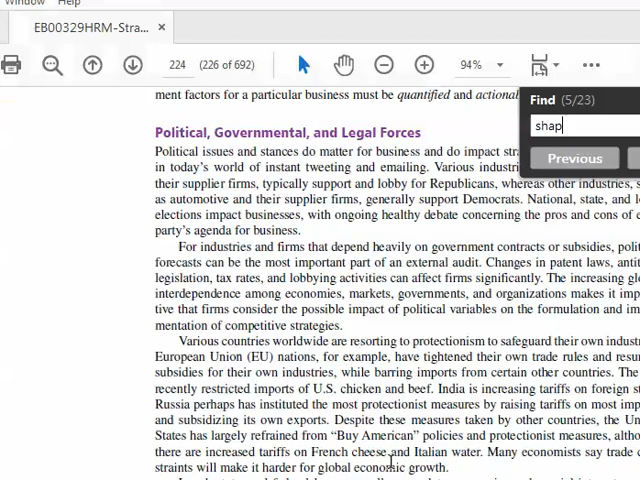 Window Help
EB00329HRM-Stra... ×
224 (226 of 692) 94%
ment factors for a particular business must be quantified and actiona
Find (5/23)
shap
Previous
Political, Governmental, and Legal Forces
Political issues and stances do matter for business and do impact stra
in today's world of instant tweeting and emailing. Various industri
their supplier firms, typically support and lobby for Republicans, whereas other industries, s
as automotive and their supplier firms, generally support Democrats. National, state, and lo
elections impact businesses, with ongoing healthy debate concerning the pros and cons of e
party's agenda for business.
For industries and firms that depend heavily on government contracts or subsidies, polit
forecasts can be the most important part of an external audit. Changes in patent laws, antit
legislation, tax rates, and lobbying activities can affect firms significantly. The increasing glo
interdependence among economies, markets, governments, and organizations makes it imp
tive that firms consider the possible impact of political variables on the formulation and im
mentation of competitive strategies.
Various countries worldwide are resorting to protectionism to safeguard their own indust
European Union (EU) nations, for example, have tightened their own trade rules and resum
subsidies for their own industries, while barring imports from certain other countries. The
recently restricted imports of U.S. chicken and beef. India is increasing tariffs on foreign st
Russia perhaps has instituted the most protectionist measures by raising tariffs on most imp
and subsidizing its own exports. Despite these measures taken by other countries, the Un
States has largely refrained from “Buy American” policies and protectionist measures, altho
there are increased tariffs on French cheese and Italian water. Many economists say trade c
straints will make it harder for global economic growth.